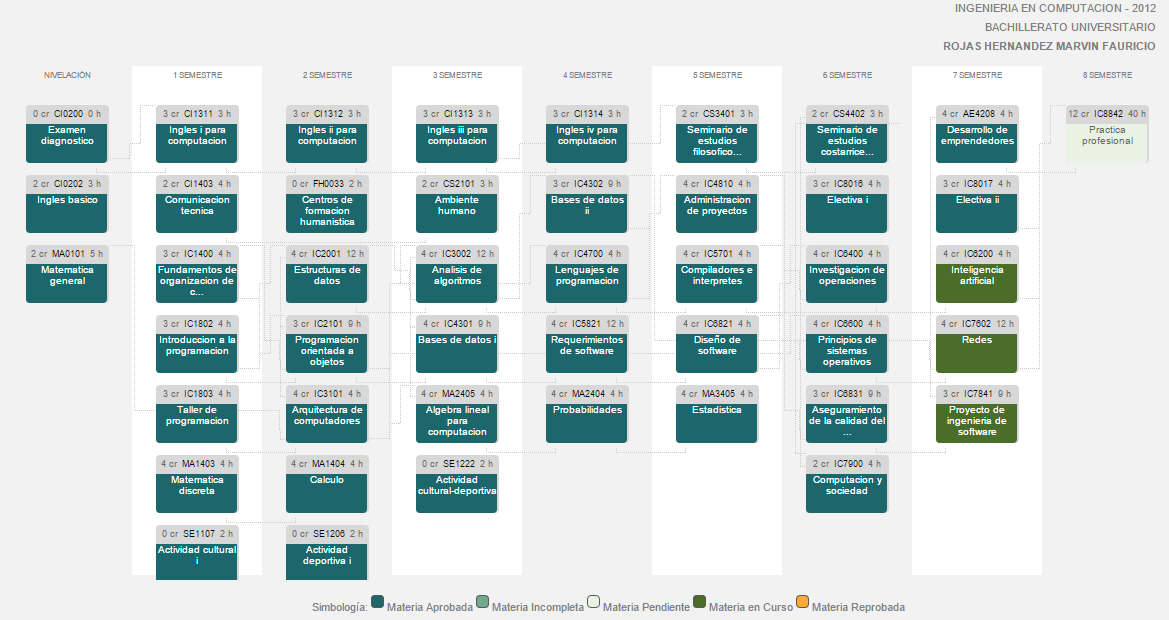 INGENIERIA EN COMPUTACION - 2012
BACHILLERATO UNIVERSITARIO
ROJAS HERNANDEZ MARVIN FAURICIO
NIVELACIÓN
0 cr CI0200 0 h
Examen
diagnostico
2 cr CI0202 3 h
Ingles basico
2 cr MA0101 5 h
Matematica
general
1 SEMESTRE
3 cr CI1311 3 h
Ingles i para
computacion
2 cr CI1403 4 h
Comunicacion
tecnica
3 cr IC1400 4 h
Fundamentos de
organizacion de
c...
3 cr IC1802 4 h
Introduccion a la
programacion
3 cr IC1803 4 h
Taller de
programacion
4 cr MA1403 4 h
Matematica
discreta
0 cr SE1107 2 h
Actividad cultural
i
2 SEMESTRE
3 cr CI1312 3 h
Ingles ii para
computacion
0 cr FH0033 2 h
Centros de
formacion
humanistica
4 cr IC2001 12 h
Estructuras de
datos
3 cr IC2101 9 h
Programacion
orientada a
objetos
4 cr IC3101 4 h
Arquitectura de
computadores
4 cr MA1404 4 h
Calculo
0 cr SE1206 2 h
Actividad
deportiva i
3 SEMESTRE
3 cr CI1313 3 h
Ingles iii para
computacion
2 cr CS2101 3 h
Ambiente
humano
4 cr IC3002 12 h
Analisis de
algoritmos
4 cr IC4301 9 h
Bases de datos i
4 cr MA2405 4 h
Algebra lineal
para
computacion
0 cr SE1222 2 h
Actividad
cultural-deportiva
4 SEMESTRE
3 cr CI1314 3 h
Ingles iv para
computacion
3 cr IC4302 9 h
Bases de datos
ii
4 cr IC4700 4 h
Lenguajes de
programacion
4 cr IC5821 12 h
Requerimientos
de software
4 cr MA2404 4 h
Probabilidades
5 SEMESTRE
2 cr CS3401 3 h
Seminario de
estudios
filosofico...
4 cr IC4810 4 h
Administracion
de proyectos
4 cr IC5701 4 h
Compiladores e
interpretes
4 cr IC6821 4 h
Diseño de
software
4 cr MA3405 4 h
Estadistica
6 SEMESTRE
2 cr CS4402 3 h
Seminario de
estudios
costarrice...
3 cr IC8016 4 h
Electiva i
4 cr IC6400 4 h
Investigacion de
operaciones
4 cr IC6600 4 h
Principios de
sistemas
operativos
3 cr IC6831 9 h
Aseguramiento
de la calidad del
...
2 cr IC7900 4 h
Computacion y
sociedad
7 SEMESTRE
4 cr AE4208 4 h
Desarrollo de
emprendedores
3 cr IC8017 4 h
Electiva ii
4 cr IC6200 4 h
Inteligencia
artificial
4 cr IC7602 12 h
Redes
3 cr IC7841 9 h
Proyecto de
ingenieria de
software
8 SEMESTRE
12 cr IC8842 40 h
Practica
profesional
Simbología: Materia Aprobada Materia Incompleta Materia Pendiente Materia en Curso Materia Reprobada